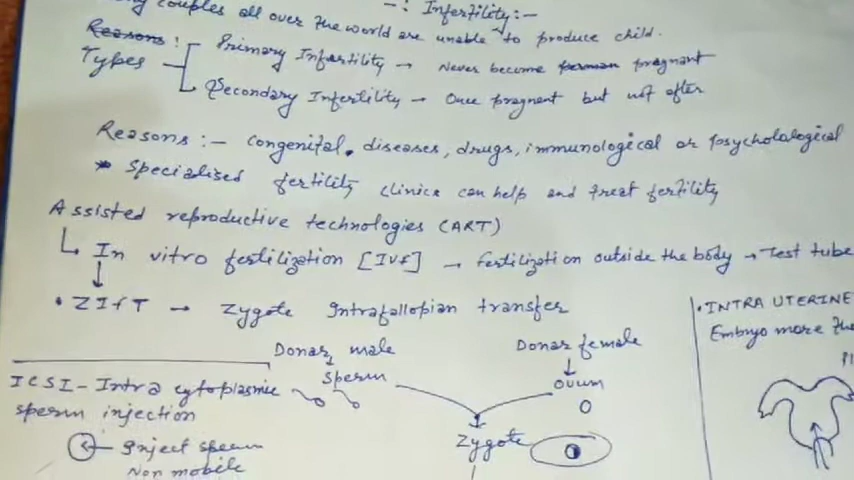 -: Infertility:-
couples all over the world are unable to produce child.
Reasons :
Types
Primary Infertility → Never become pregnant
Secondary Infertility → Once pregnant but not after
Reasons :- Congenital, diseases, drugs, immunological or Psycholalogical
* Specialised fertility clinics can help and treat fertility
Assisted reproductive technologies (ART)
In vitro fertilization [IVF] → fertilization outside the body → Test tube
• ZIFT → Zygote Intrafallopian transfer
Donar male
sperm
Donar female
ovum
Zygote
ICSI - Intra cytoplasmic
sperm injection
Inject sperm
Non mobile
• INTRA UTERINE
Embryo more